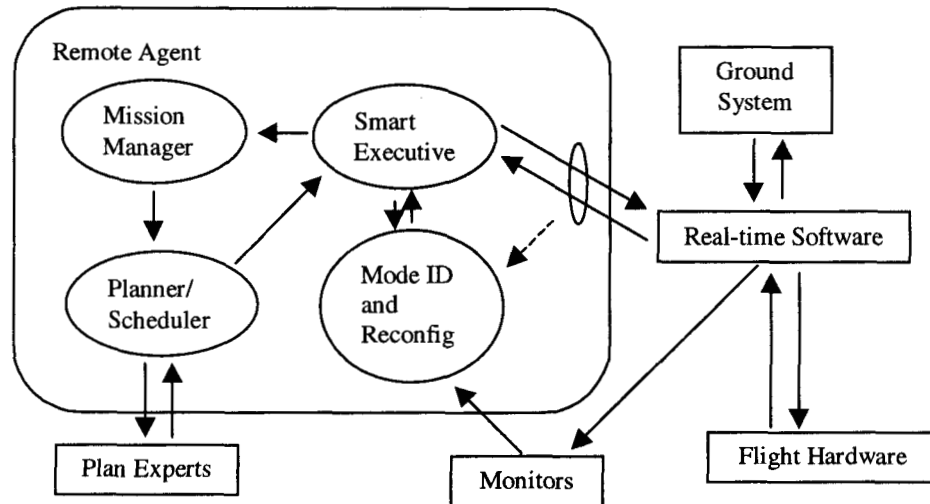 Remote Agent
Mission
Manager
Smart
Executive
Ground
System
Real-time Software
Planner/
Scheduler
Mode ID
and
Reconfig
Plan Experts
Monitors
Flight Hardware